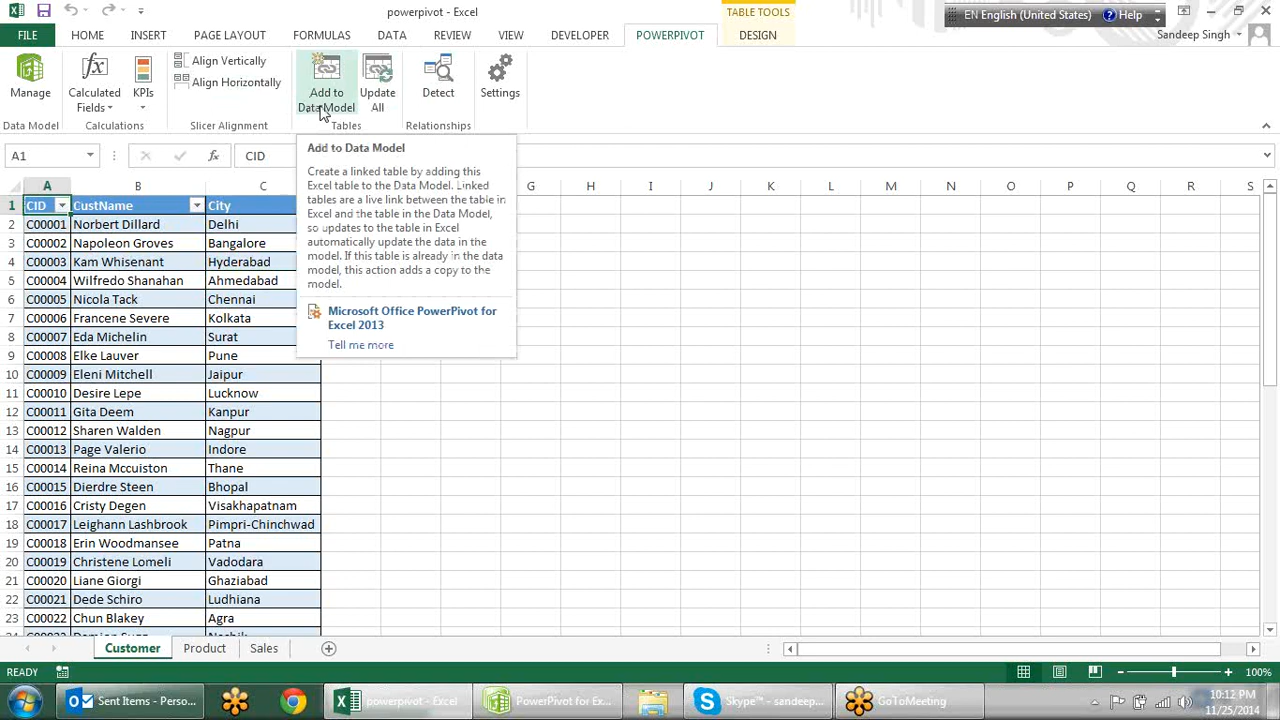 powerpivot - Excel
TABLE TOOLS
EN English (United States)
Help
FILE
HOME
INSERT
PAGE LAYOUT
FORMULAS
DATA
REVIEW
VIEW
DEVELOPER
POWERPIVOT
DESIGN
Sandeep Singh
Manage
Calculated
Fields
KPIs
Align Vertically
Align Horizontally
Add to
Data Model
Update
All
Detect
Settings
Data Model
Calculations
Slicer Alignment
Tables
Relationships
A1
fx
CID
Add to Data Model
Create a linked table by adding this
Excel table to the Data Model. Linked
tables are a live link between the table in
Excel and the table in the Data Model,
so updates to the table in Excel
automatically update the data in the
model. If this table is already in the data
model, this action adds a copy to the
model.
Microsoft Office PowerPivot for
Excel 2013
Tell me more
A B C G H I J K L M N O P Q R S
1 CID CustName City
2 C00001 Norbert Dillard Delhi
3 C00002 Napoleon Groves Bangalore
4 C00003 Kam Whisenant Hyderabad
5 C00004 Wilfredo Shanahan Ahmedabad
6 C00005 Nicola Tack Chennai
7 C00006 Francene Severe Kolkata
8 C00007 Eda Michelin Surat
9 C00008 Elke Lauver Pune
10 C00009 Eleni Mitchell Jaipur
11 C00010 Desire Lepe Lucknow
12 C00011 Gita Deem Kanpur
13 C00012 Sharen Walden Nagpur
14 C00013 Page Valerio Indore
15 C00014 Reina Mccuiston Thane
16 C00015 Dierdre Steen Bhopal
17 C00016 Cristy Degen Visakhapatnam
18 C00017 Leighann Lashbrook Pimpri-Chinchwad
19 C00018 Erin Woodmansee Patna
20 C00019 Christene Lomeli Vadodara
21 C00020 Liane Giorgi Ghaziabad
22 C00021 Dede Schiro Ludhiana
23 C00022 Chun Blakey Agra
Customer
Product
Sales
READY
100%
Sent Items - Perso...
powerpivot - Excel
PowerPivot for Ex...
Skype™ - sandeep...
GoToMeeting
10:12 PM
11/25/2014